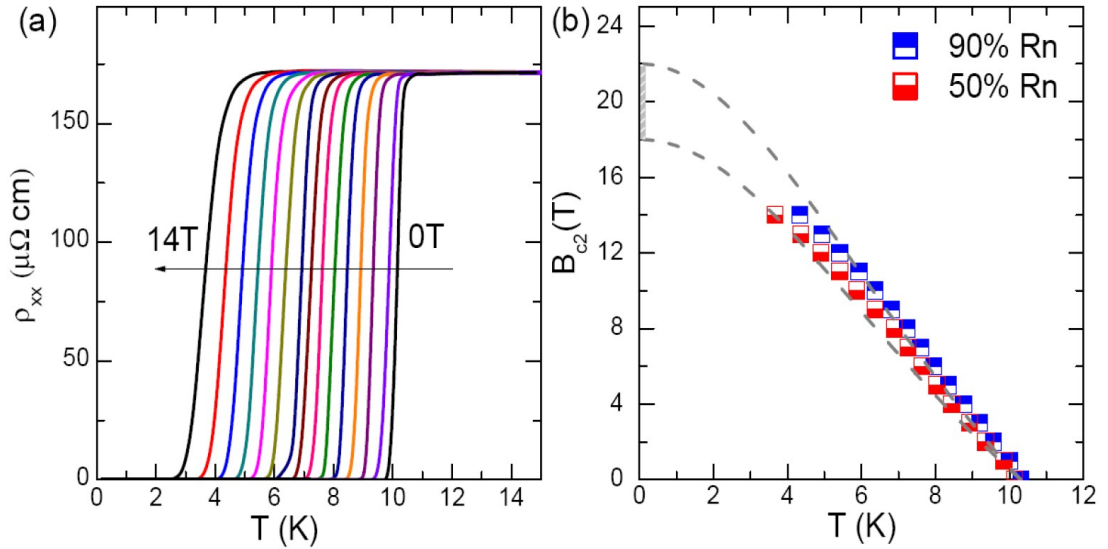 (a)
150
100
50
0
ρxx (μΩ cm)
14T
0T
0 2 4 6 8 10 12 14
T (K)
(b)
90% Rn
50% Rn
22
20
16
12
8
4
0
Bc2(T)
0 2 4 6 8 10 12
T (K)